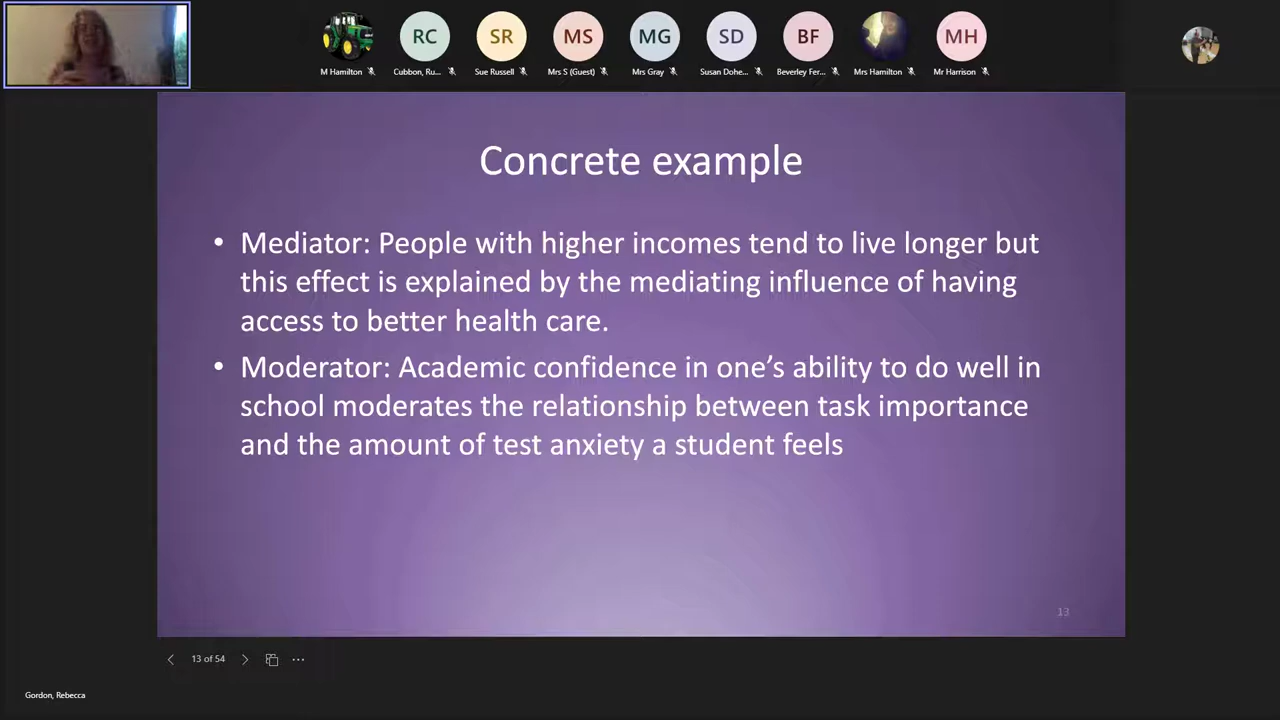 RC
SR
MS
MG
SD
BF
MH
M Hamilton
Cubbon, Ru...
Sue Russell
Mrs S (Guest)
Mrs Gray
Susan Dohe...
Beverley Fer...
Mrs Hamilton
Mr Harrison
Concrete example
• Mediator: People with higher incomes tend to live longer but
this effect is explained by the mediating influence of having
access to better health care.
• Moderator: Academic confidence in one’s ability to do well in
school moderates the relationship between task importance
and the amount of test anxiety a student feels
13
13 of 54
Gordon, Rebecca